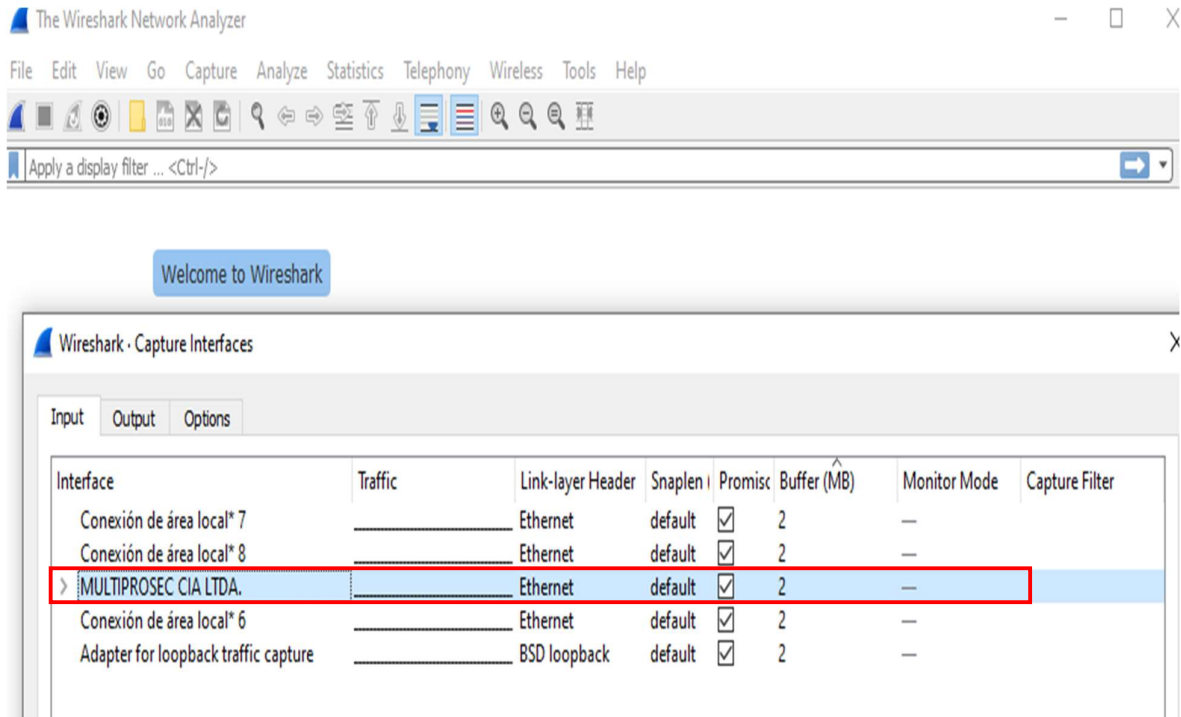 The Wireshark Network Analyzer
File Edit View Go Capture Analyze Statistics Telephony Wireless Tools Help
Apply a display filter ... <Ctrl-/>
Welcome to Wireshark
Wireshark · Capture Interfaces
Input Output Options
Interface Traffic Link-layer Header Snaplen ( Promisc Buffer (MB) Monitor Mode Capture Filter
Conexión de área local* 7 Ethernet default 2 —
Conexión de área local* 8 Ethernet default 2 —
MULTIPROSEC CIA LTDA. Ethernet default 2 —
Conexión de área local* 6 Ethernet default 2 —
Adapter for loopback traffic capture BSD loopback default 2 —